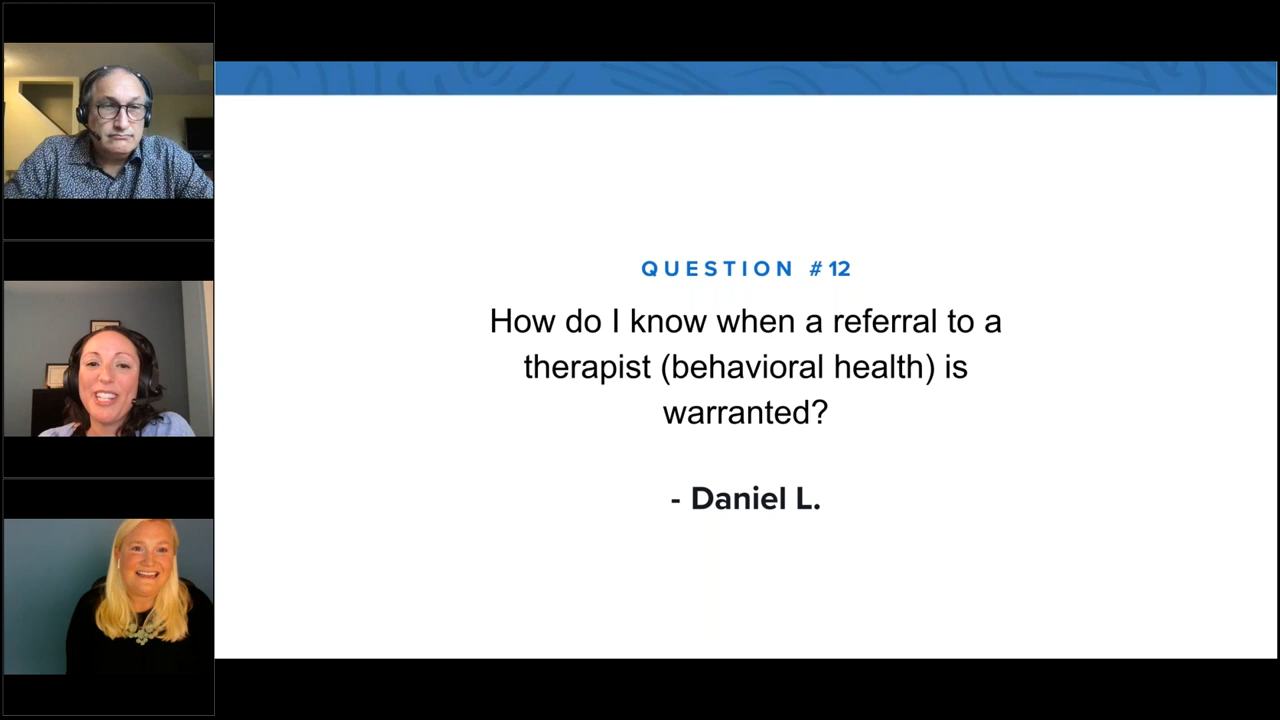 QUESTION #12
How do I know when a referral to a
therapist (behavioral health) is
warranted?
- Daniel L.